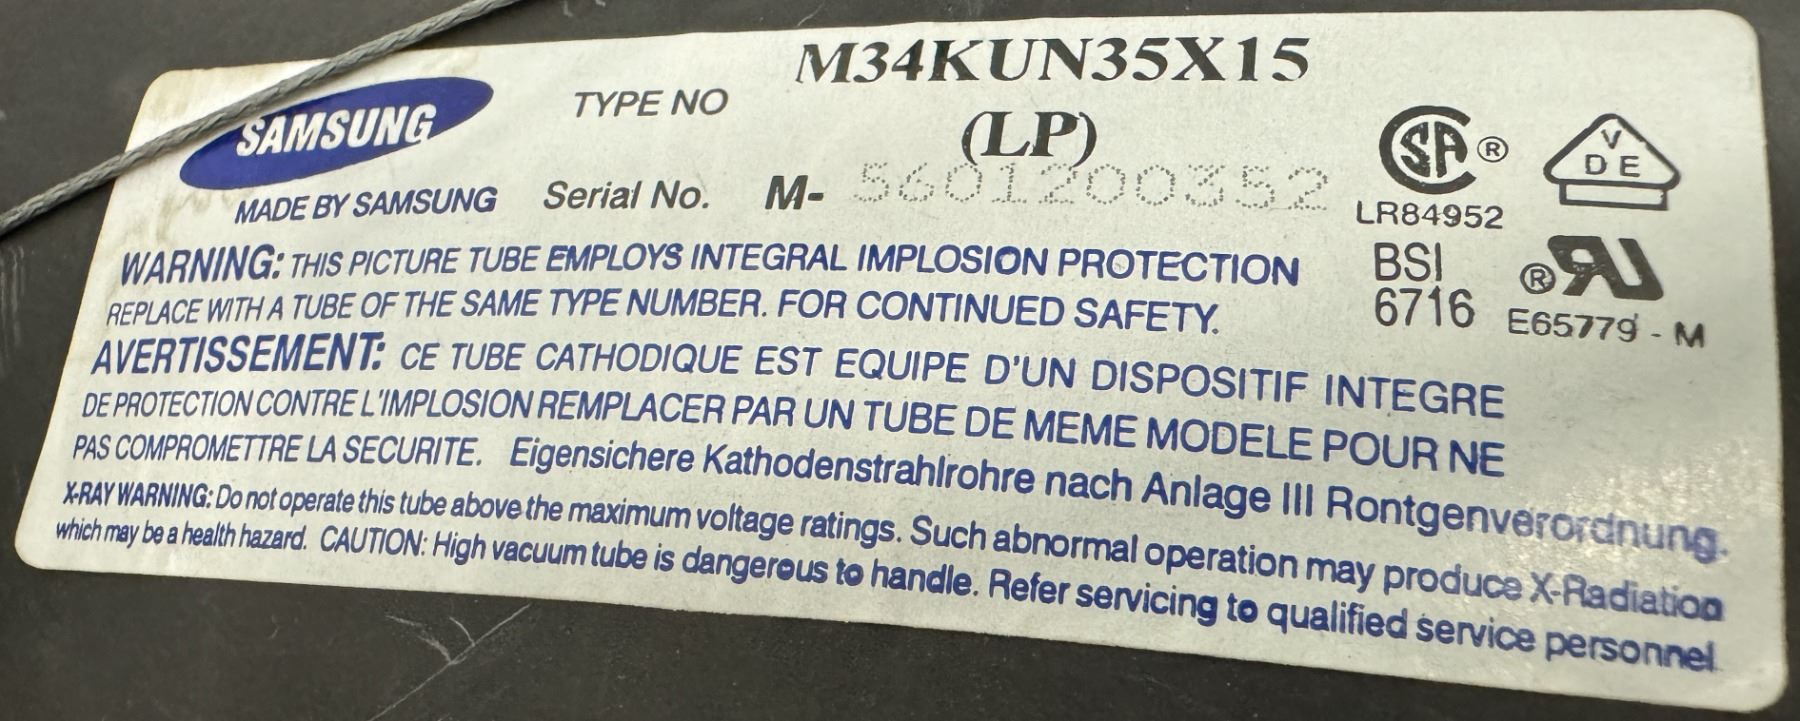 SAMSUNG
TYPE NO M34KUN35X15
(LP)
MADE BY SAMSUNG
Serial No. M- 5601200352
CSA ®
LR84952
VDE
BSI
6716
® RU
E65779 - M
WARNING: THIS PICTURE TUBE EMPLOYS INTEGRAL IMPLOSION PROTECTION
REPLACE WITH A TUBE OF THE SAME TYPE NUMBER. FOR CONTINUED SAFETY.
AVERTISSEMENT: CE TUBE CATHODIQUE EST EQUIPE D'UN DISPOSITIF INTEGRE
DE PROTECTION CONTRE L'IMPLOSION REMPLACER PAR UN TUBE DE MEME MODELE POUR NE
PAS COMPROMETTRE LA SECURITE. Eigensichere Kathodenstrahlrohre nach Anlage III Rontgenverordnung.
X-RAY WARNING: Do not operate this tube above the maximum voltage ratings. Such abnormal operation may produce X-Radiation
which may be a health hazard. CAUTION: High vacuum tube is dangerous to handle. Refer servicing to qualified service personnel